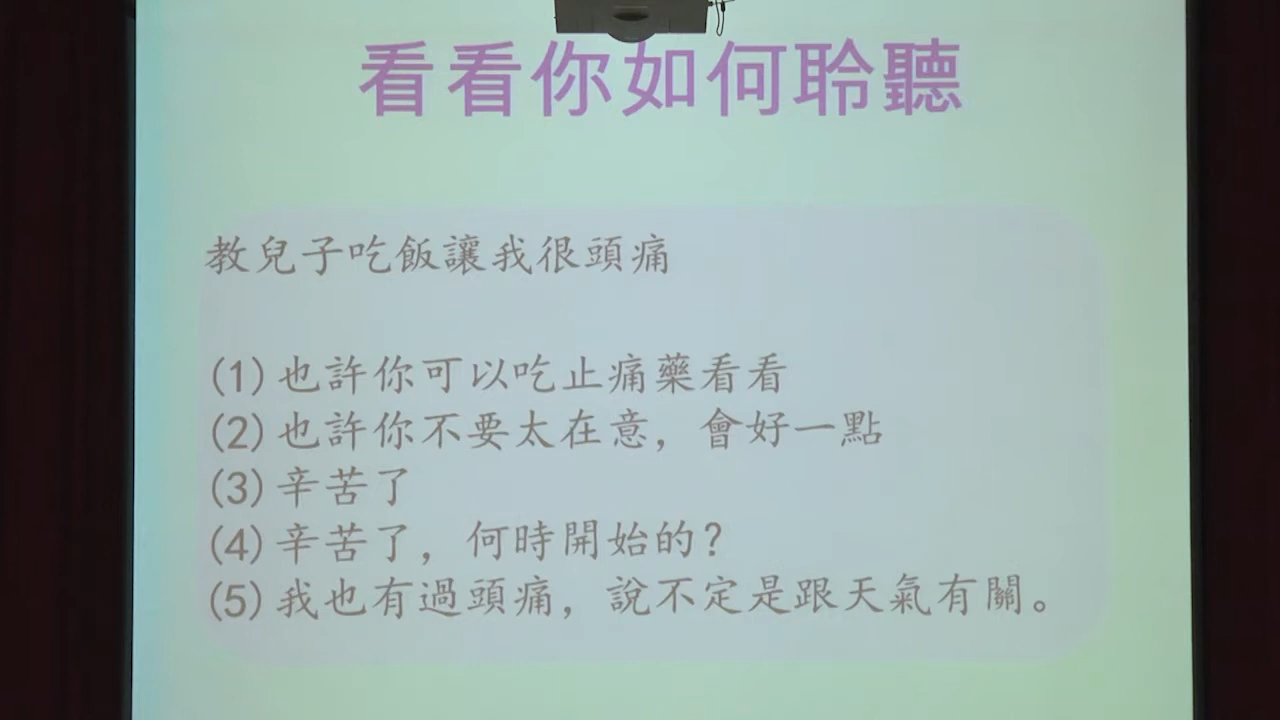 看看你如何聆聽
教兒子吃飯讓我很頭痛
(1)也許你可以吃止痛藥看看
(2)也許你不要太在意，會好一點
(3)辛苦了
(4)辛苦了，何時開始的？
(5)我也有過頭痛，說不定是跟天氣有關。